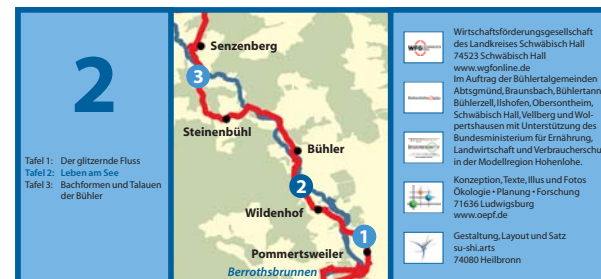 2
Tafel 1: Der glitzernde Fluss
Tafel 2: Leben am See
Tafel 3: Bachformen und Talauen
der Bühler
Senzenberg
3
Steinenbühl
Bühler
2
Wildenhof
1
Pommertsweiler
Berrothsbrunnen
WFG
Wirtschaftsförderungsgesellschaft
des Landkreises Schwäbisch Hall
74523 Schwäbisch Hall
www.wgfonline.de
Im Auftrag der Bühlertalgemeinden
Abtsgmünd, Braunsbach, Bühlertann,
Bühlerzell, Ilshofen, Obersontheim,
Schwäbisch Hall, Vellberg und Wol-
pertshausen mit Unterstützung des
Bundesministerium für Ernährung,
Landwirtschaft und Verbraucherschu
in der Modellregion Hohenlohe.
Konzeption, Texte, Illus und Fotos
Ökologie • Planung • Forschung
71636 Ludwigsburg
www.oepf.de
Gestaltung, Layout und Satz
su-shi.arts
74080 Heilbronn